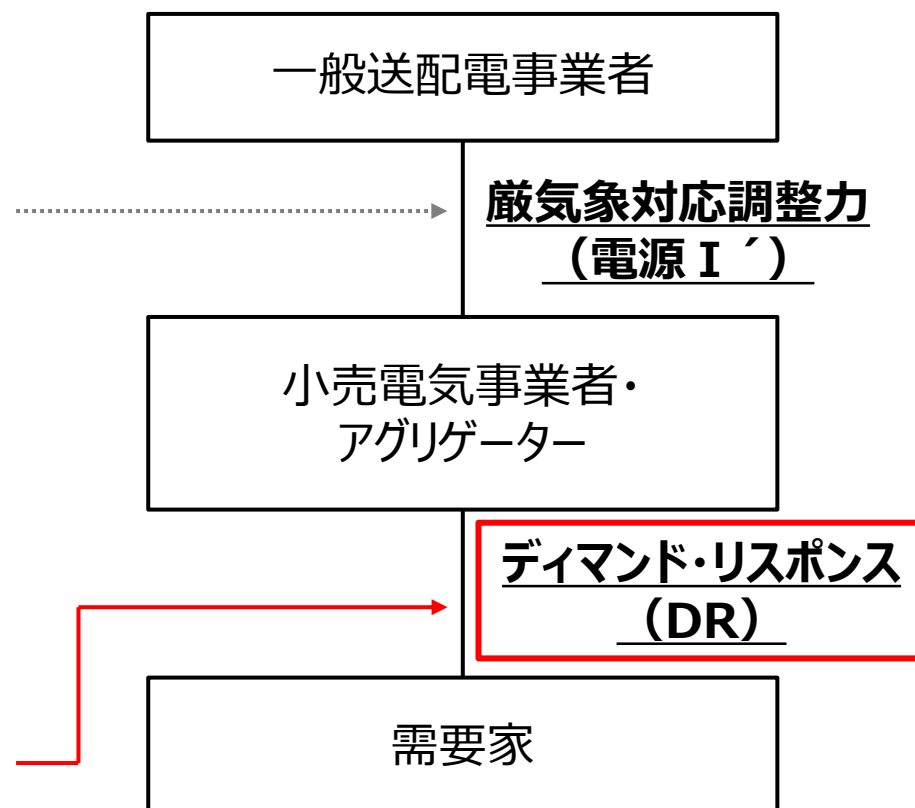 一般送配電事業者
厳気象対応調整力
（電源Ｉ´）
小売電気事業者・
アグリゲーター
ディマンド・リスポンス
（DR）
需要家